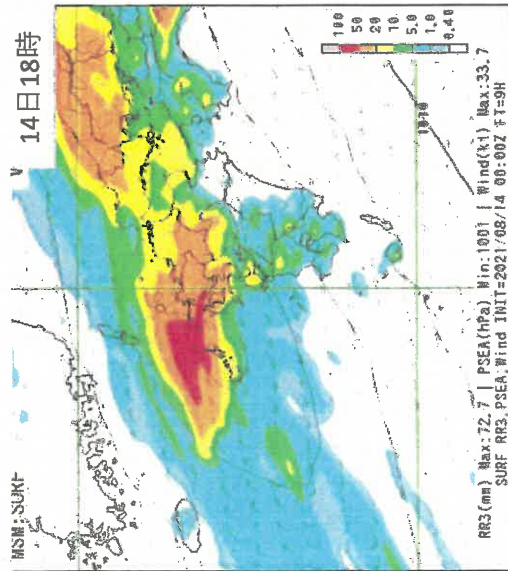 MSM:SURF
14日18時
100
50
20
10.
5.0
1.0
0.40
RR3(mm) Max:72.7 | PSEA(hPa) Min:1001 | Wind(kt) Max:33.7
SURF RR3,PSEA,Wind INIT=2021/08/14 00:00Z FT=9H